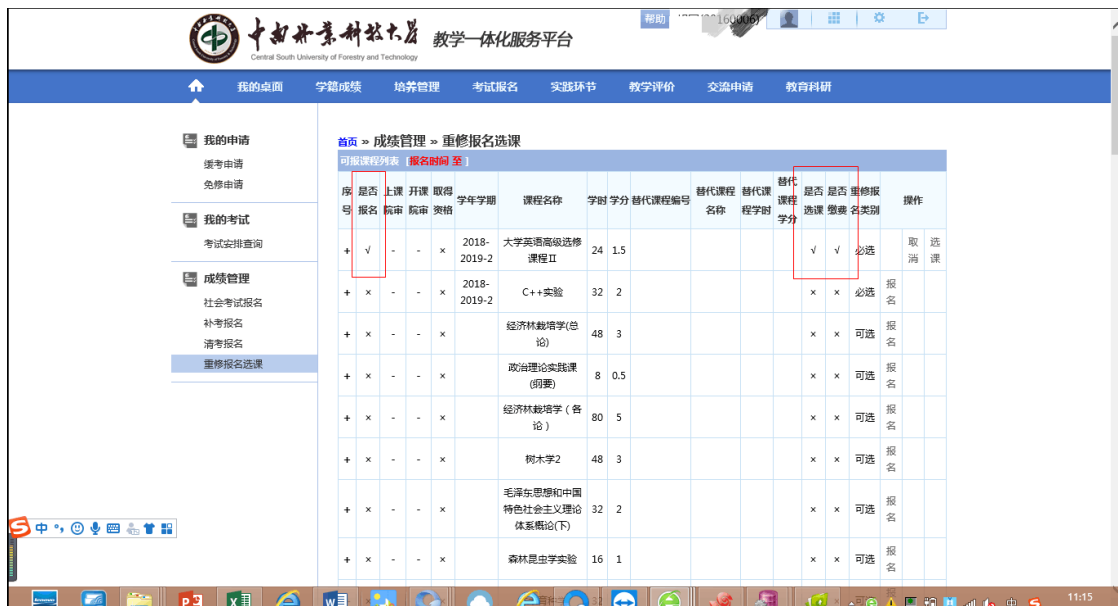 中南林业科技大学 教学一体化服务平台
Central South University of Forestry and Technology
帮助
我的桌面 学籍成绩 培养管理 考试报名 实践环节 教学评价 交流申请 教育科研
我的申请
缓考申请
免修申请
我的考试
考试安排查询
成绩管理
社会考试报名
补考报名
清考报名
重修报名选课
首页 » 成绩管理 » 重修报名选课
可报课程列表 [报名时间 至 ]
序号 是否报名 上课院审 开课院审 取得资格 学年学期 课程名称 学时 学分 替代课程编号 替代课程名称 替代课程学时 替代课程学分 是否选课 是否缴费 重修报名类别 操作
+ √ - - × 2018-2019-2 大学英语高级选修课程Ⅱ 24 1.5 √ √ 必选 取消 选课
+ × - - × 2018-2019-2 C++实验 32 2 × × 必选 报名
+ × - - × 经济林栽培学(总论) 48 3 × × 可选 报名
+ × - - × 政治理论实践课(纲要) 8 0.5 × × 可选 报名
+ × - - × 经济林栽培学(各论) 80 5 × × 可选 报名
+ × - - × 树木学2 48 3 × × 可选 报名
+ × - - × 毛泽东思想和中国特色社会主义理论体系概论(下) 32 2 × × 可选 报名
+ × - - × 森林昆虫学实验 16 1 × × 可选 报名
中
11:15